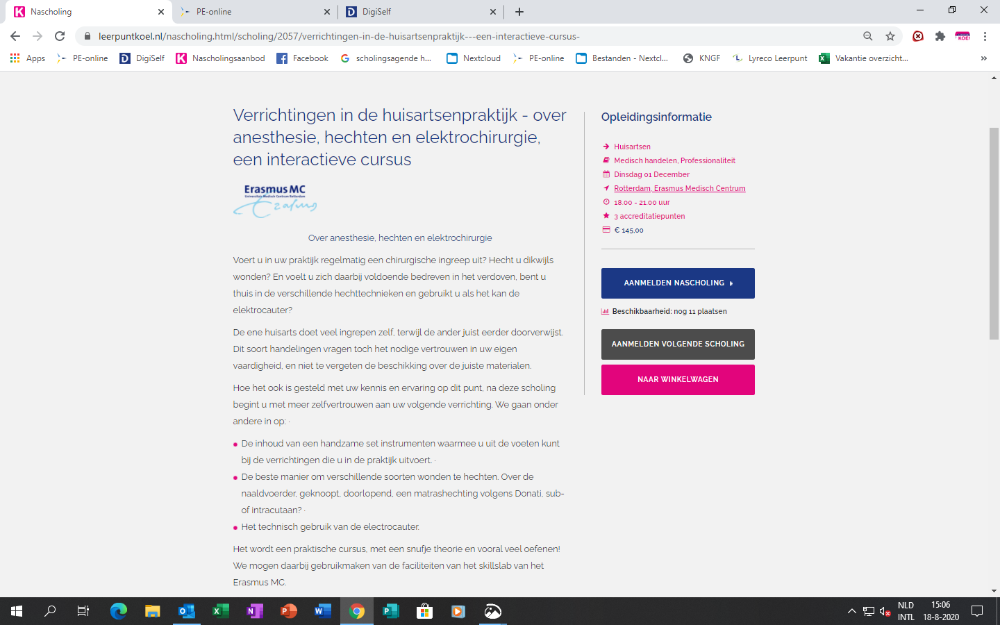 Nascholing
PE-online
DigiSelf
leerpuntkoel.nl/nascholing.html/scholing/2057/verrichtingen-in-de-huisartsenpraktijk---een-interactieve-cursus-
Apps
PE-online
DigiSelf
Nascholingsaanbod
Facebook
scholingsagende h...
Nextcloud
PE-online
Bestanden - Nextcl...
KNGF
Lyreco Leerpunt
Vakantie overzicht...
Verrichtingen in de huisartsenpraktijk - over
anesthesie, hechten en elektrochirurgie,
een interactieve cursus
Erasmus MC
Universitair Medisch Centrum Rotterdam
Over anesthesie, hechten en elektrochirurgie
Voert u in uw praktijk regelmatig een chirurgische ingreep uit? Hecht u dikwijls
wonden? En voelt u zich daarbij voldoende bedreven in het verdoven, bent u
thuis in de verschillende hechttechnieken en gebruikt u als het kan de
elektrocauter?
De ene huisarts doet veel ingrepen zelf, terwijl de ander juist eerder doorverwijst.
Dit soort handelingen vragen toch het nodige vertrouwen in uw eigen
vaardigheid, en niet te vergeten de beschikking over de juiste materialen.
Hoe het ook is gesteld met uw kennis en ervaring op dit punt, na deze scholing
begint u met meer zelfvertrouwen aan uw volgende verrichting. We gaan onder
andere in op: ·
De inhoud van een handzame set instrumenten waarmee u uit de voeten kunt
bij de verrichtingen die u in de praktijk uitvoert. ·
De beste manier om verschillende soorten wonden te hechten. Over de
naaldvoerder, geknoopt, doorlopend, een matrashechting volgens Donati, sub-
of intracutaan? ·
Het technisch gebruik van de electrocauter.
Het wordt een praktische cursus, met een snufje theorie en vooral veel oefenen!
We mogen daarbij gebruikmaken van de faciliteiten van het skillslab van het
Erasmus MC.
Opleidingsinformatie
Huisartsen
Medisch handelen, Professionaliteit
Dinsdag 01 December
Rotterdam, Erasmus Medisch Centrum
18.00 - 21.00 uur
3 accreditatiepunten
€ 145,00
AANMELDEN NASCHOLING
Beschikbaarheid: nog 11 plaatsen
AANMELDEN VOLGENDE SCHOLING
NAAR WINKELWAGEN
NLD
INTL
15:06
18-8-2020